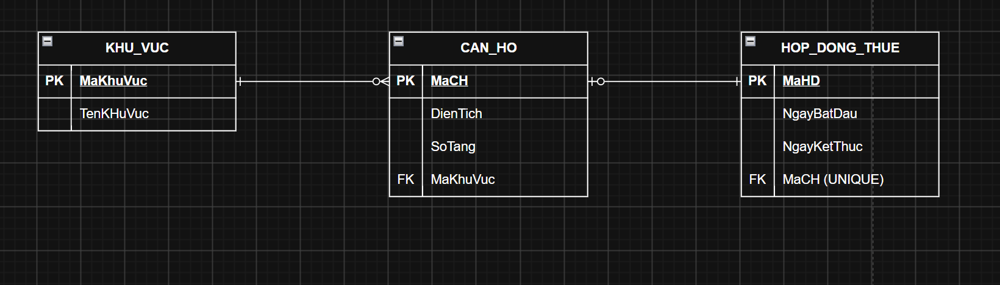 KHU_VUC
PK MaKhuVuc
TenKHuVuc
CAN_HO
PK MaCH
DienTich
SoTang
FK MaKhuVuc
HOP_DONG_THUE
PK MaHD
NgayBatDau
NgayKetThuc
FK MaCH (UNIQUE)